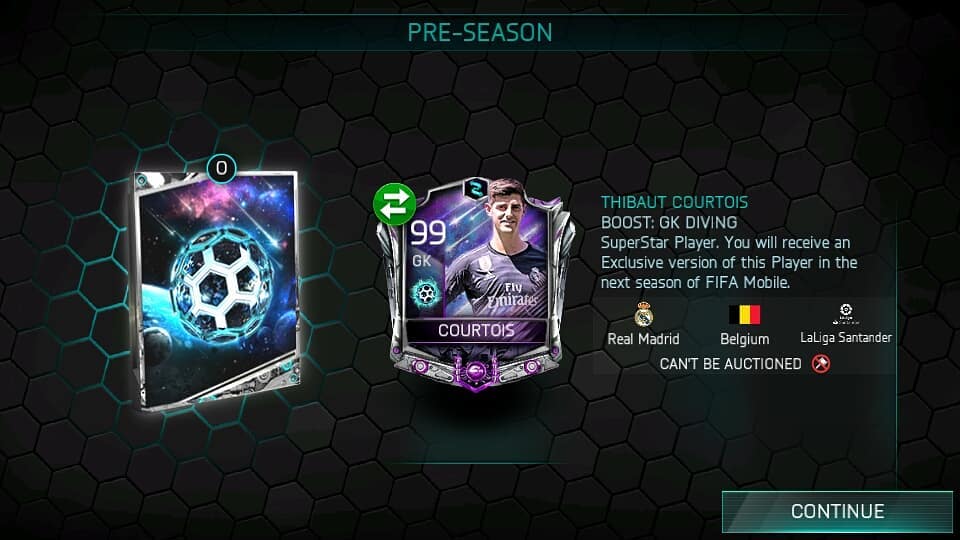 PRE-SEASON
0
99
GK
Fly
Emirates
COURTOIS
THIBAUT COURTOIS
BOOST: GK DIVING
SuperStar Player. You will receive an
Exclusive version of this Player in the
next season of FIFA Mobile.
Real Madrid
Belgium
LaLiga Santander
CAN'T BE AUCTIONED
CONTINUE